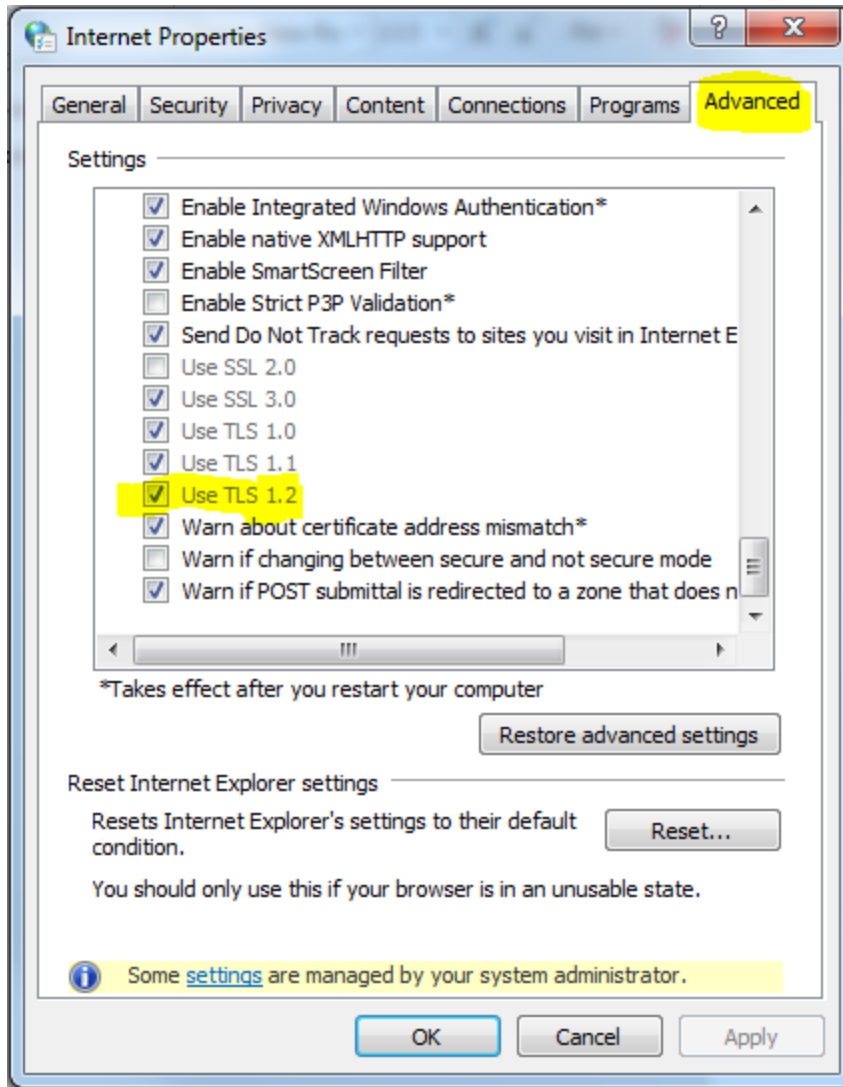 Internet Properties
General Security Privacy Content Connections Programs Advanced
Settings
Enable Integrated Windows Authentication*
Enable native XMLHTTP support
Enable SmartScreen Filter
Enable Strict P3P Validation*
Send Do Not Track requests to sites you visit in Internet E
Use SSL 2.0
Use SSL 3.0
Use TLS 1.0
Use TLS 1.1
Use TLS 1.2
Warn about certificate address mismatch*
Warn if changing between secure and not secure mode
Warn if POST submittal is redirected to a zone that does n
*Takes effect after you restart your computer
Restore advanced settings
Reset Internet Explorer settings
Resets Internet Explorer's settings to their default
condition.
Reset...
You should only use this if your browser is in an unusable state.
Some settings are managed by your system administrator.
OK Cancel Apply